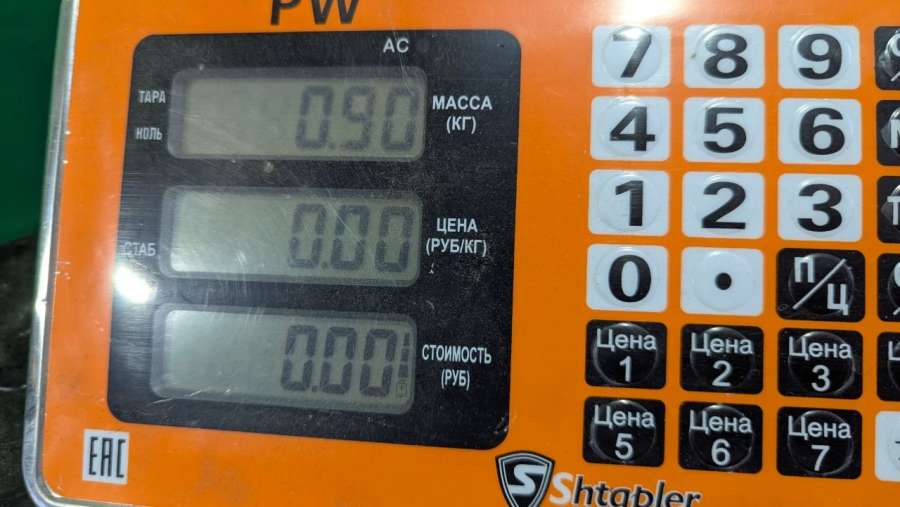 PW
AC
ТАРА
НОЛЬ
0.90
МАССА
(КГ)
СТАБ
0.00
ЦЕНА
(РУБ/КГ)
0.00
СТОИМОСТЬ
(РУБ)
7 8 9
4 5 6
1 2 3
0 . П/Ц
Цена 1
Цена 2
Цена 3
Цена 5
Цена 6
Цена 7
EAC
S Shtapler